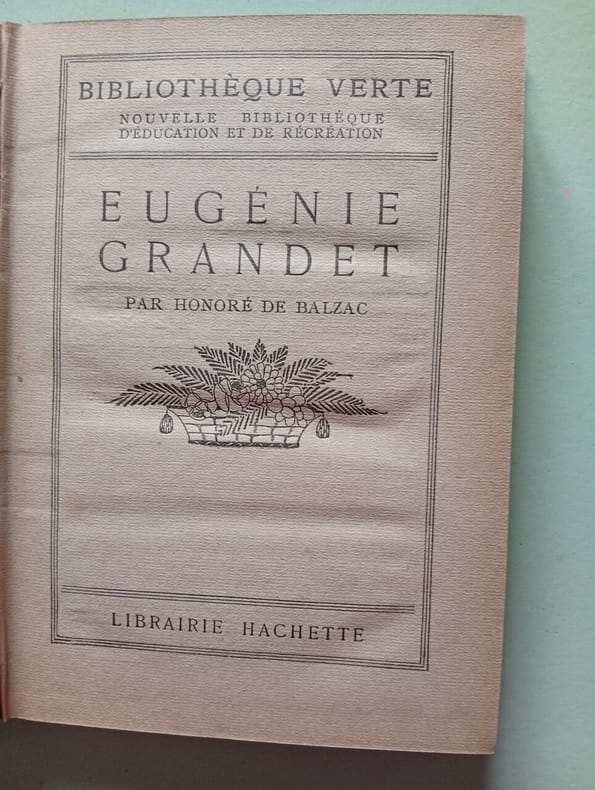 BIBLIOTHÈQUE VERTE
NOUVELLE BIBLIOTHÈQUE
D'ÉDUCATION ET DE RÉCRÉATION
EUGÉNIE
GRANDET
PAR HONORÉ DE BALZAC
LIBRAIRIE HACHETTE